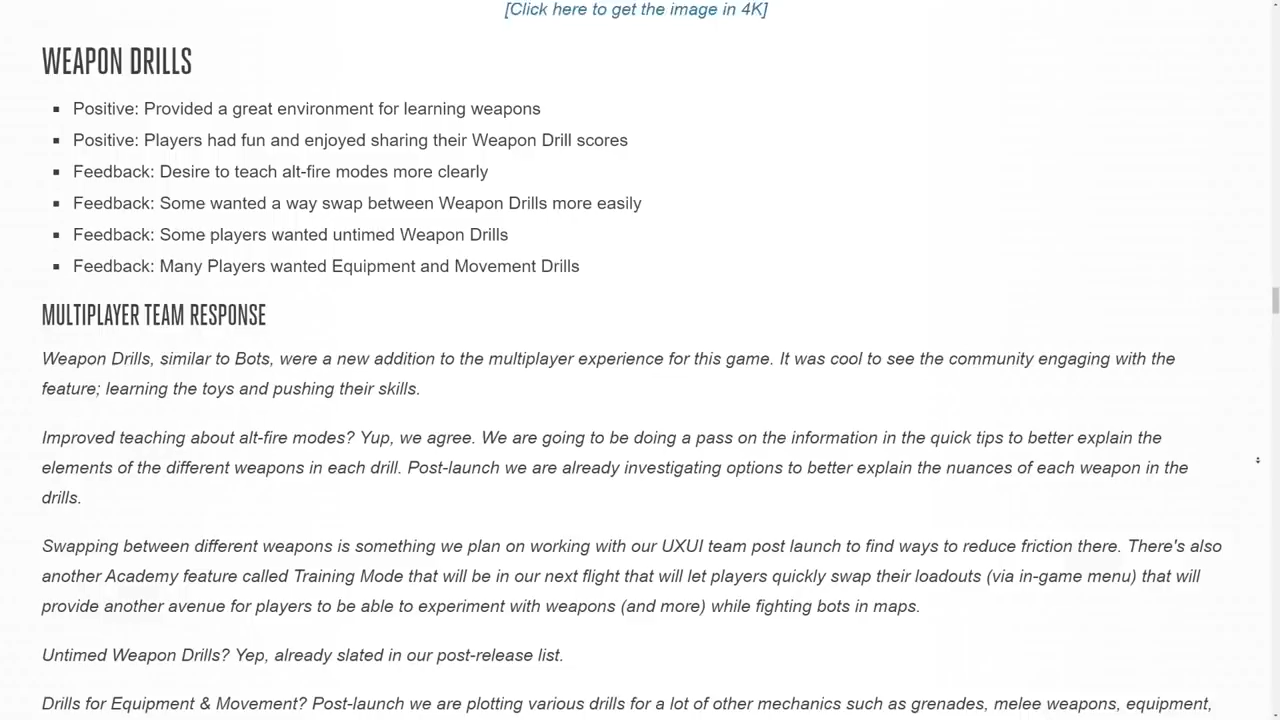 [Click here to get the image in 4K]
WEAPON DRILLS
▪ Positive: Provided a great environment for learning weapons
▪ Positive: Players had fun and enjoyed sharing their Weapon Drill scores
▪ Feedback: Desire to teach alt-fire modes more clearly
▪ Feedback: Some wanted a way swap between Weapon Drills more easily
▪ Feedback: Some players wanted untimed Weapon Drills
▪ Feedback: Many Players wanted Equipment and Movement Drills
MULTIPLAYER TEAM RESPONSE
Weapon Drills, similar to Bots, were a new addition to the multiplayer experience for this game. It was cool to see the community engaging with the
feature; learning the toys and pushing their skills.
Improved teaching about alt-fire modes? Yup, we agree. We are going to be doing a pass on the information in the quick tips to better explain the
elements of the different weapons in each drill. Post-launch we are already investigating options to better explain the nuances of each weapon in the
drills.
Swapping between different weapons is something we plan on working with our UXUI team post launch to find ways to reduce friction there. There's also
another Academy feature called Training Mode that will be in our next flight that will let players quickly swap their loadouts (via in-game menu) that will
provide another avenue for players to be able to experiment with weapons (and more) while fighting bots in maps.
Untimed Weapon Drills? Yep, already slated in our post-release list.
Drills for Equipment & Movement? Post-launch we are plotting various drills for a lot of other mechanics such as grenades, melee weapons, equipment,